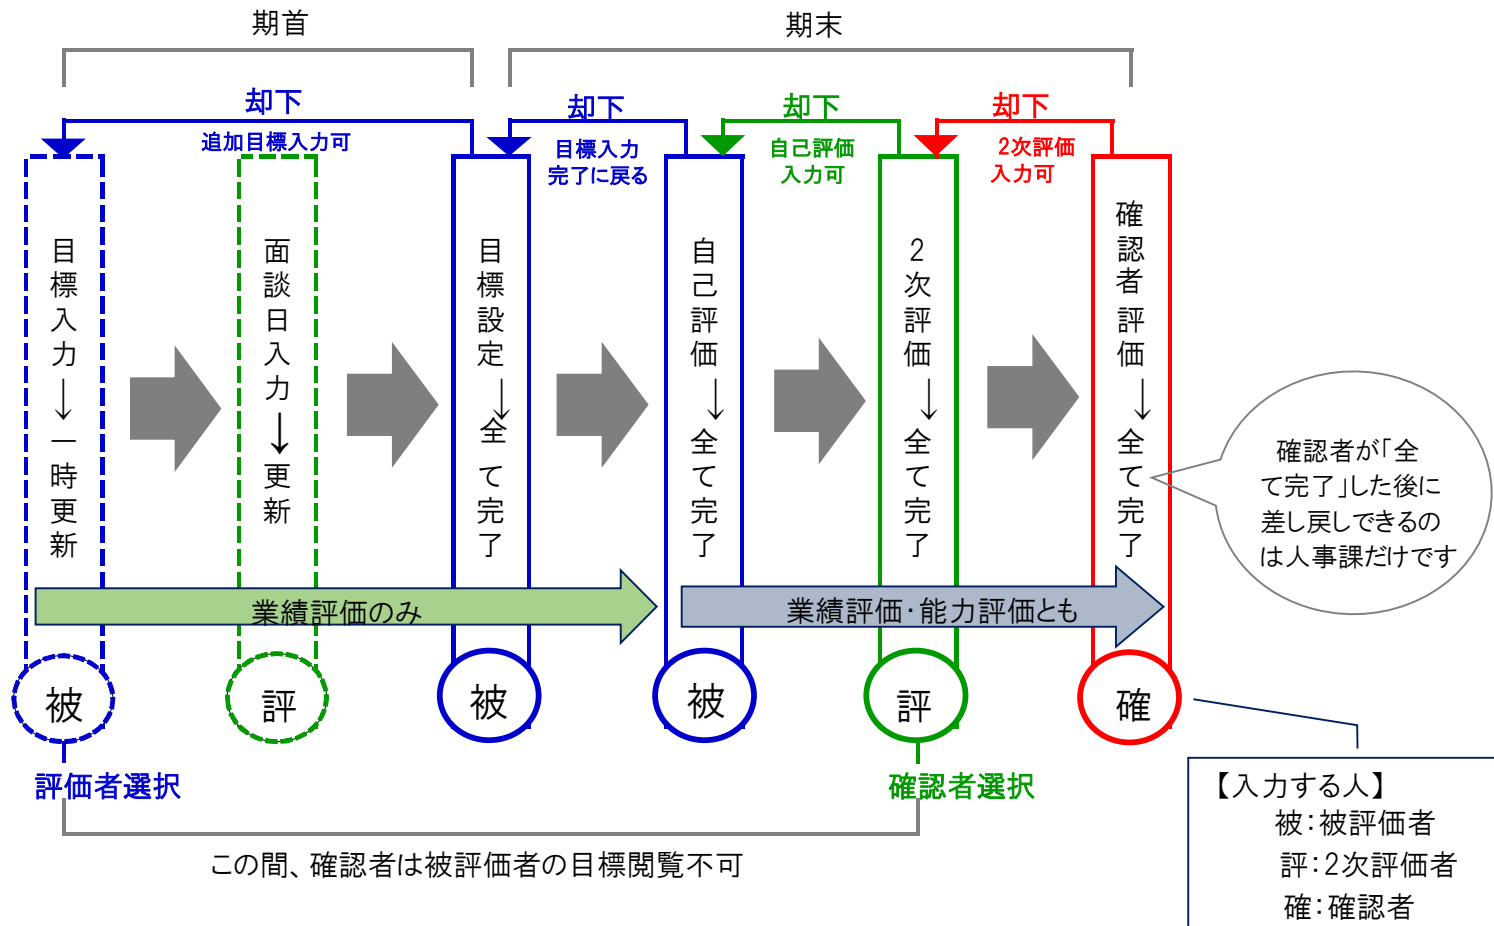 期首
期末
却下
追加目標入力可
却下
目標入力
完了に戻る
却下
自己評価
入力可
却下
2次評価
入力可
目標入力→一時更新
面談日入力→更新
目標設定→全て完了
自己評価→全て完了
2次評価→全て完了
確認者評価→全て完了
確認者が「全
て完了」した後に
差し戻しできるの
は人事課だけです
業績評価のみ
業績評価・能力評価とも
被
評
被
被
評
確
評価者選択
確認者選択
この間、確認者は被評価者の目標閲覧不可
【入力する人】
被：被評価者
評：2次評価者
確：確認者